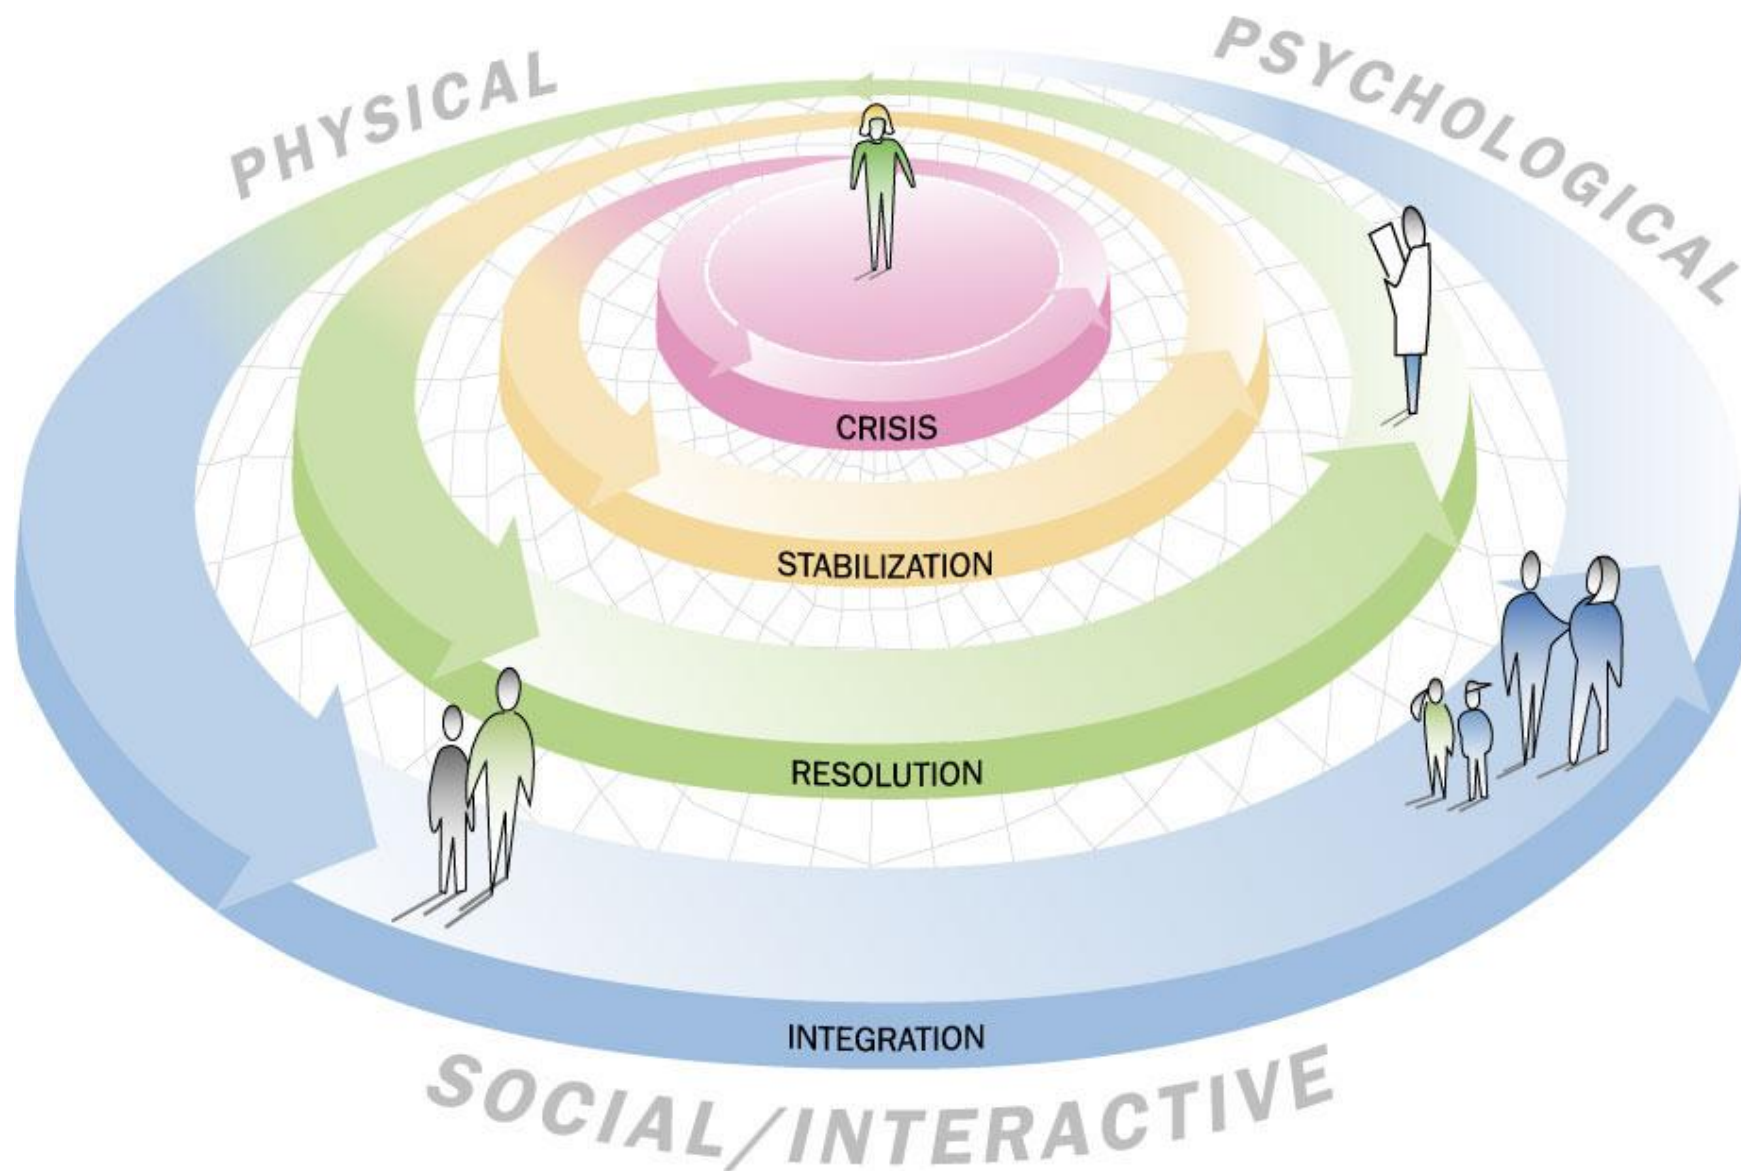 PHYSICAL
PSYCHOLOGICAL
CRISIS
STABILIZATION
RESOLUTION
INTEGRATION
SOCIAL/INTERACTIVE